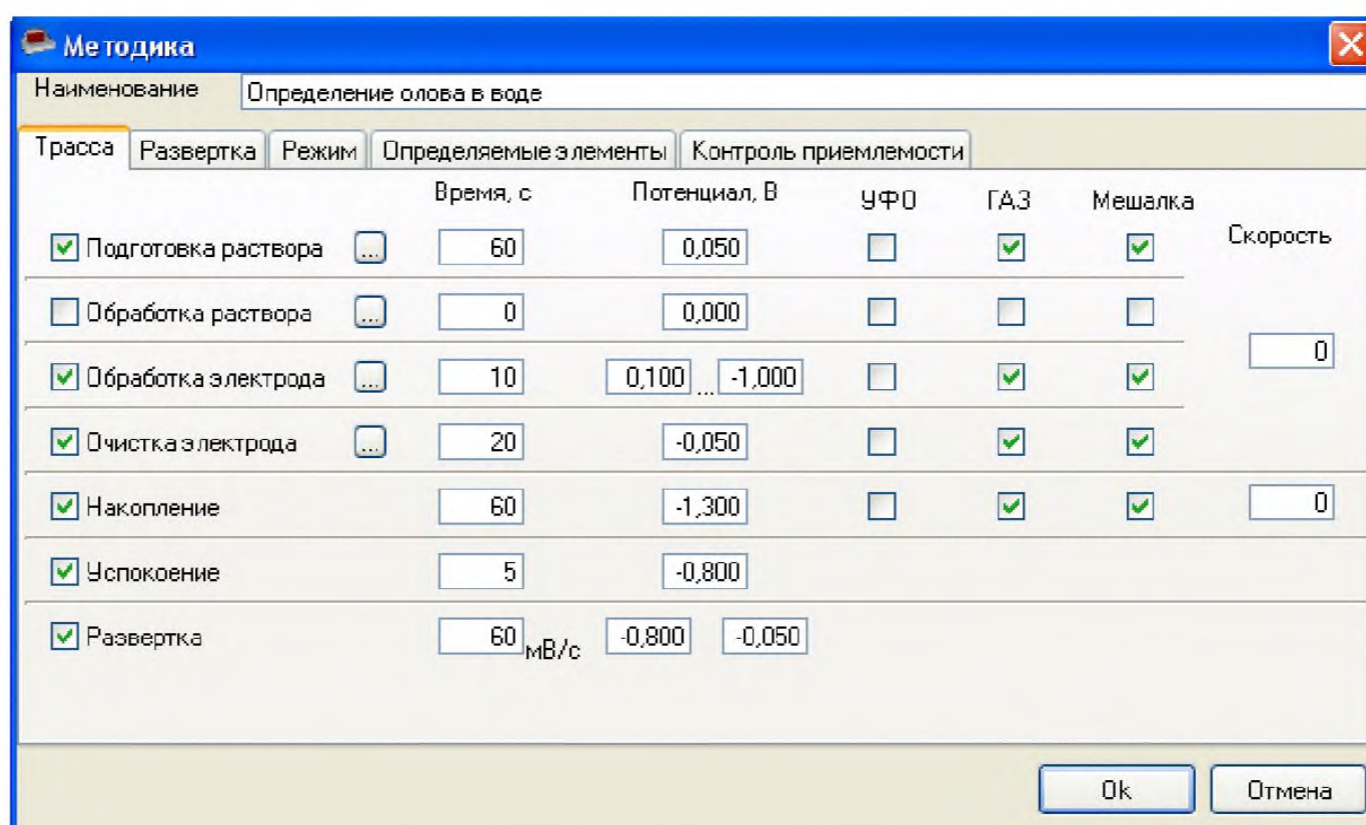 Методика
Наименование Определение олова в воде
Трасса Развертка Режим Определяемые элементы Контроль приемлемости
Время, с Потенциал, В УФО ГАЗ Мешалка Скорость
Подготовка раствора ... 60 0,050
Обработка раствора ... 0 0,000
0
Обработка электрода ... 10 0,100 ... -1,000
Очистка электрода ... 20 -0,050
Накопление 60 -1,300 0
Успокоение 5 -0,800
Развертка 60 мВ/с -0,800 -0,050
Ok Отмена